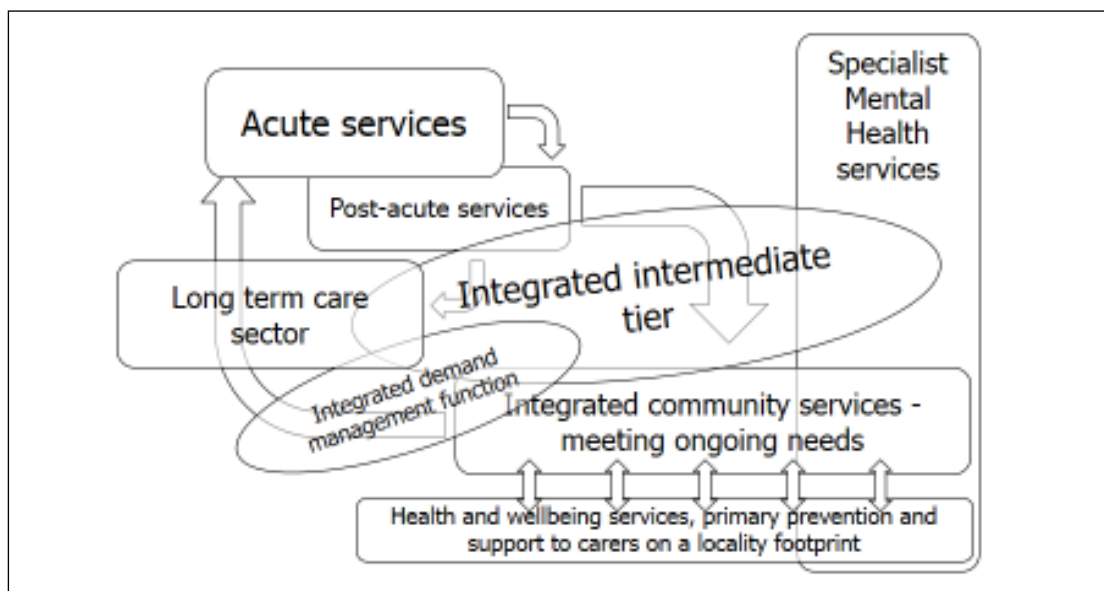 Specialist
Mental
Health
services
Acute services
Post-acute services
Integrated intermediate
tier
Long term care
sector
Integrated demand
management function
Integrated community services -
meeting ongoing needs
Health and wellbeing services, primary prevention and
support to carers on a locality footprint